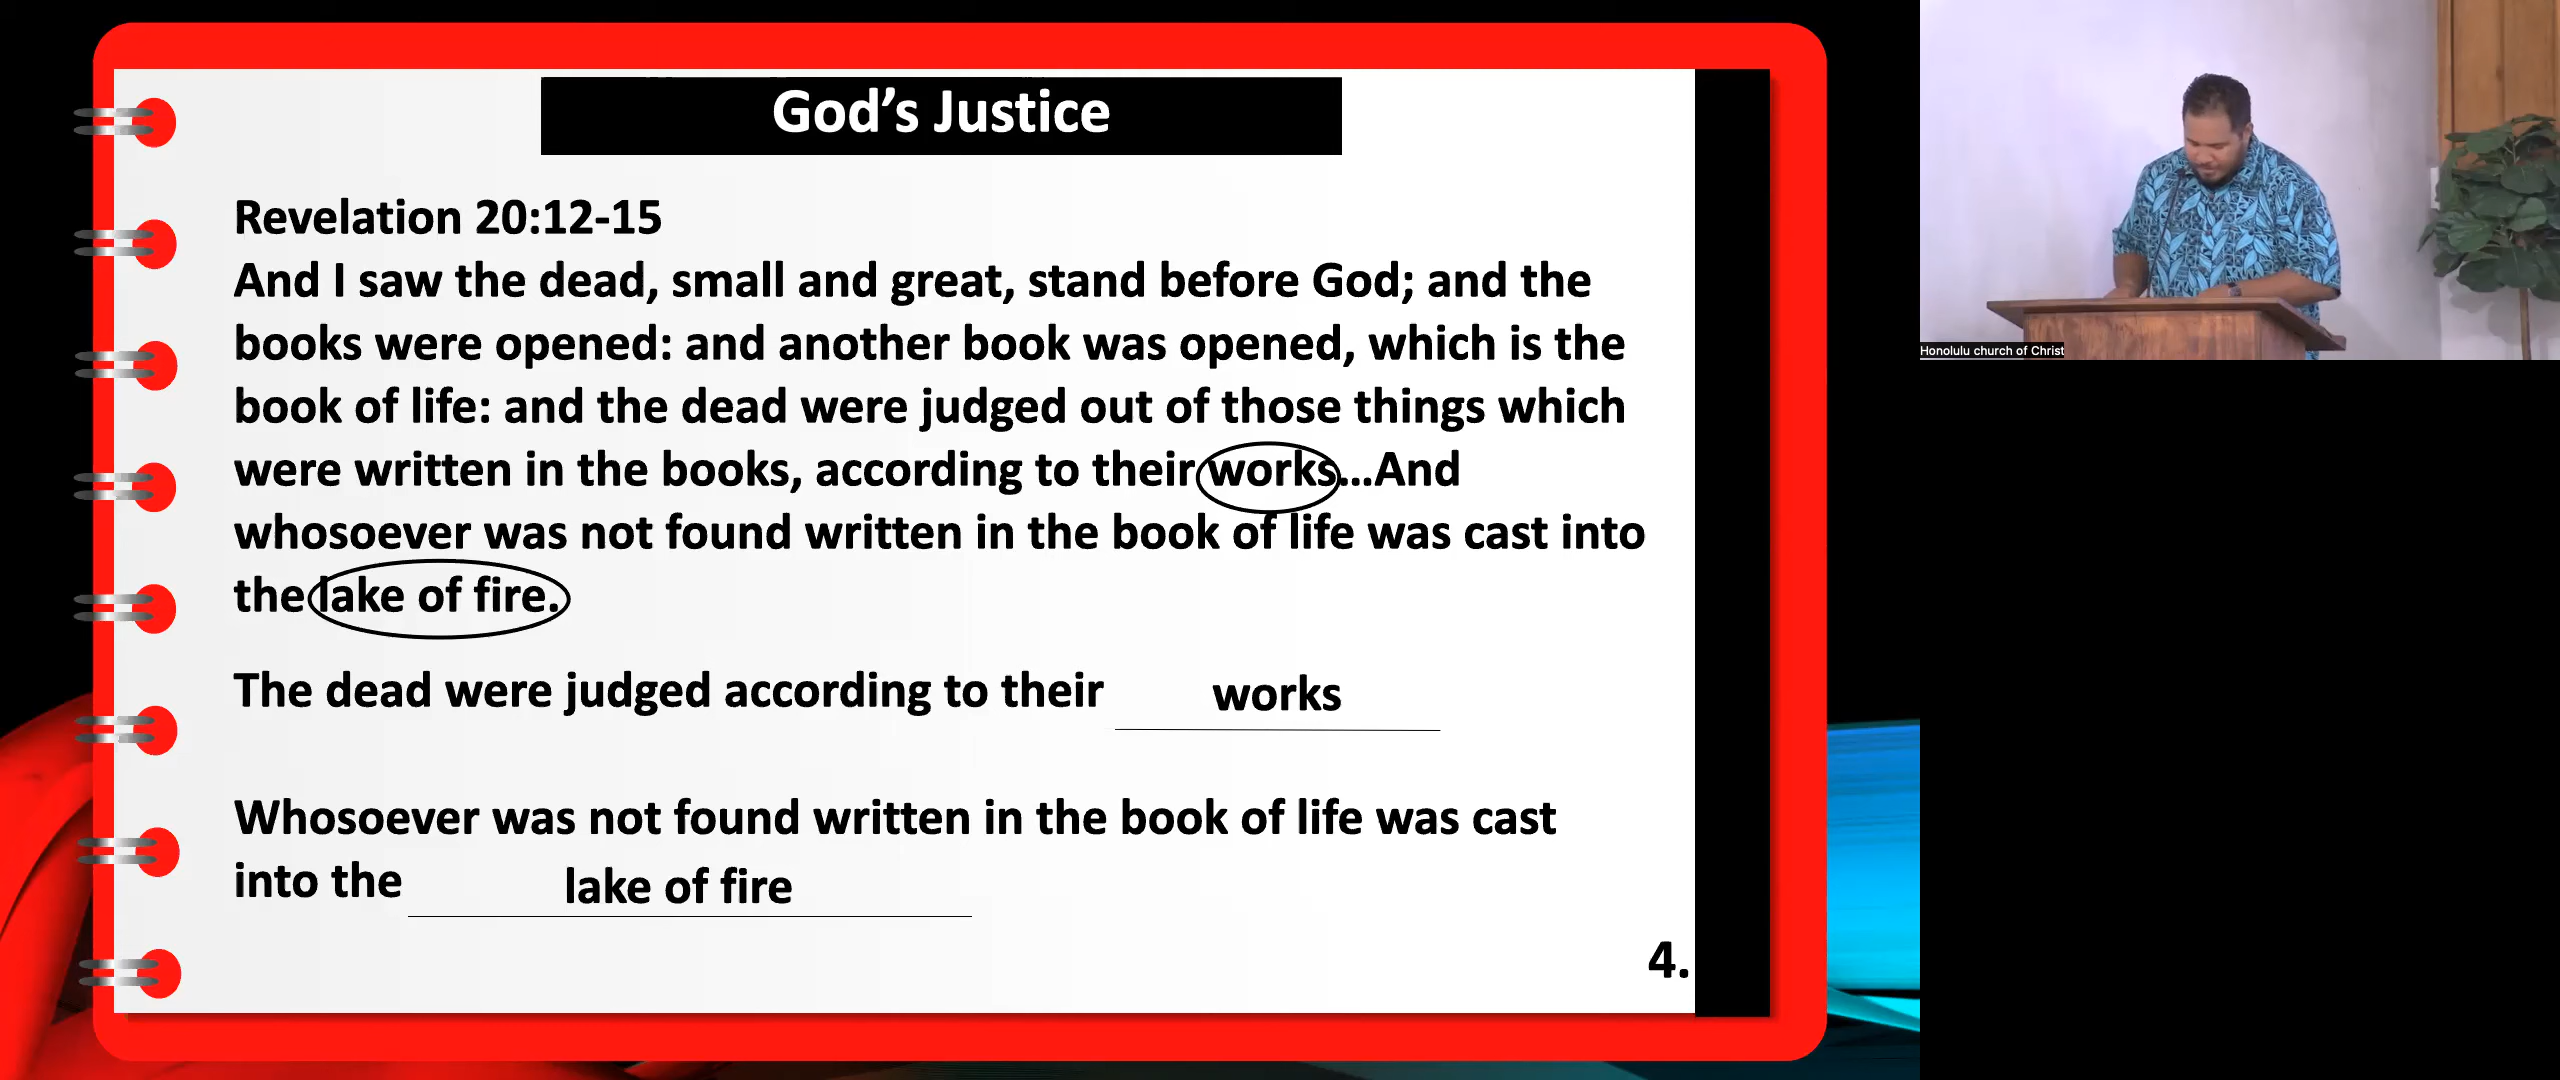 God's Justice
Revelation 20:12-15
And I saw the dead, small and great, stand before God; and the
books were opened: and another book was opened, which is the
book of life: and the dead were judged out of those things which
were written in the books, according to their works...And
whosoever was not found written in the book of life was cast into
the lake of fire.
The dead were judged according to their works
Whosoever was not found written in the book of life was cast
into the lake of fire
4.
Honolulu church of Christ